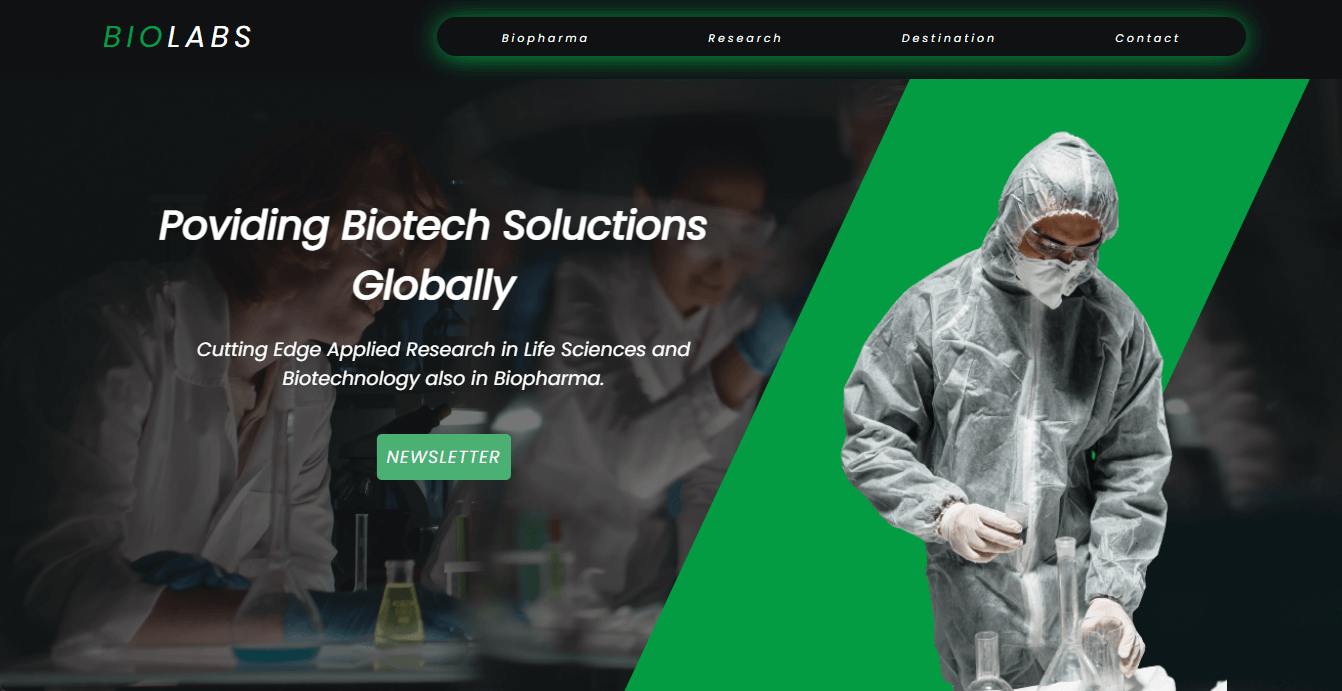 BIOLABS
Biopharma Research Destination Contact
Poviding Biotech Soluctions
Globally
Cutting Edge Applied Research in Life Sciences and
Biotechnology also in Biopharma.
NEWSLETTER